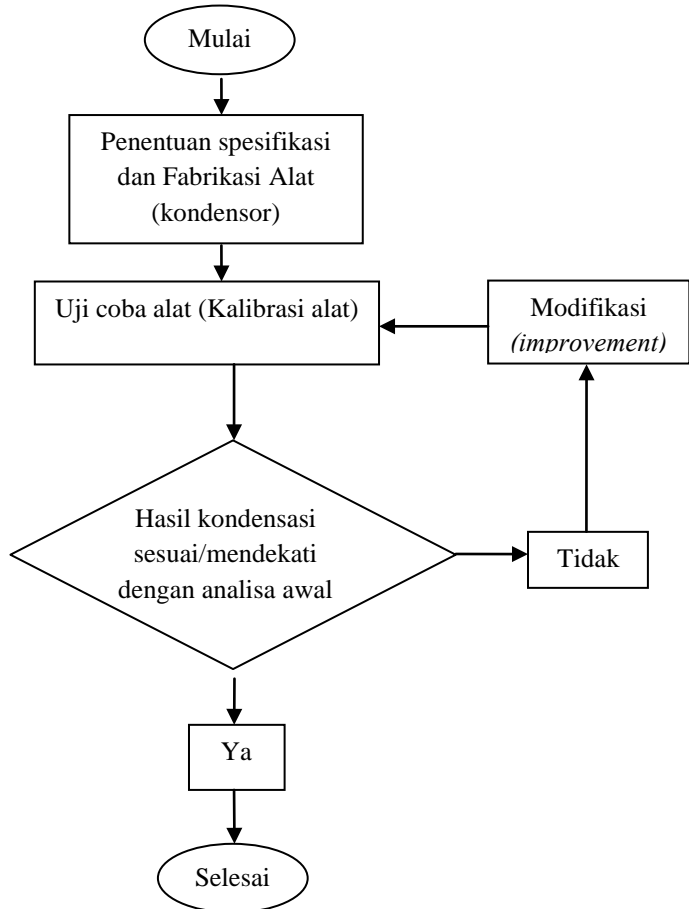 Mulai
Penentuan spesifikasi
dan Fabrikasi Alat
(kondensor)
Uji coba alat (Kalibrasi alat)
Modifikasi
(improvement)
Hasil kondensasi
sesuai/mendekati
dengan analisa awal
Tidak
Ya
Selesai